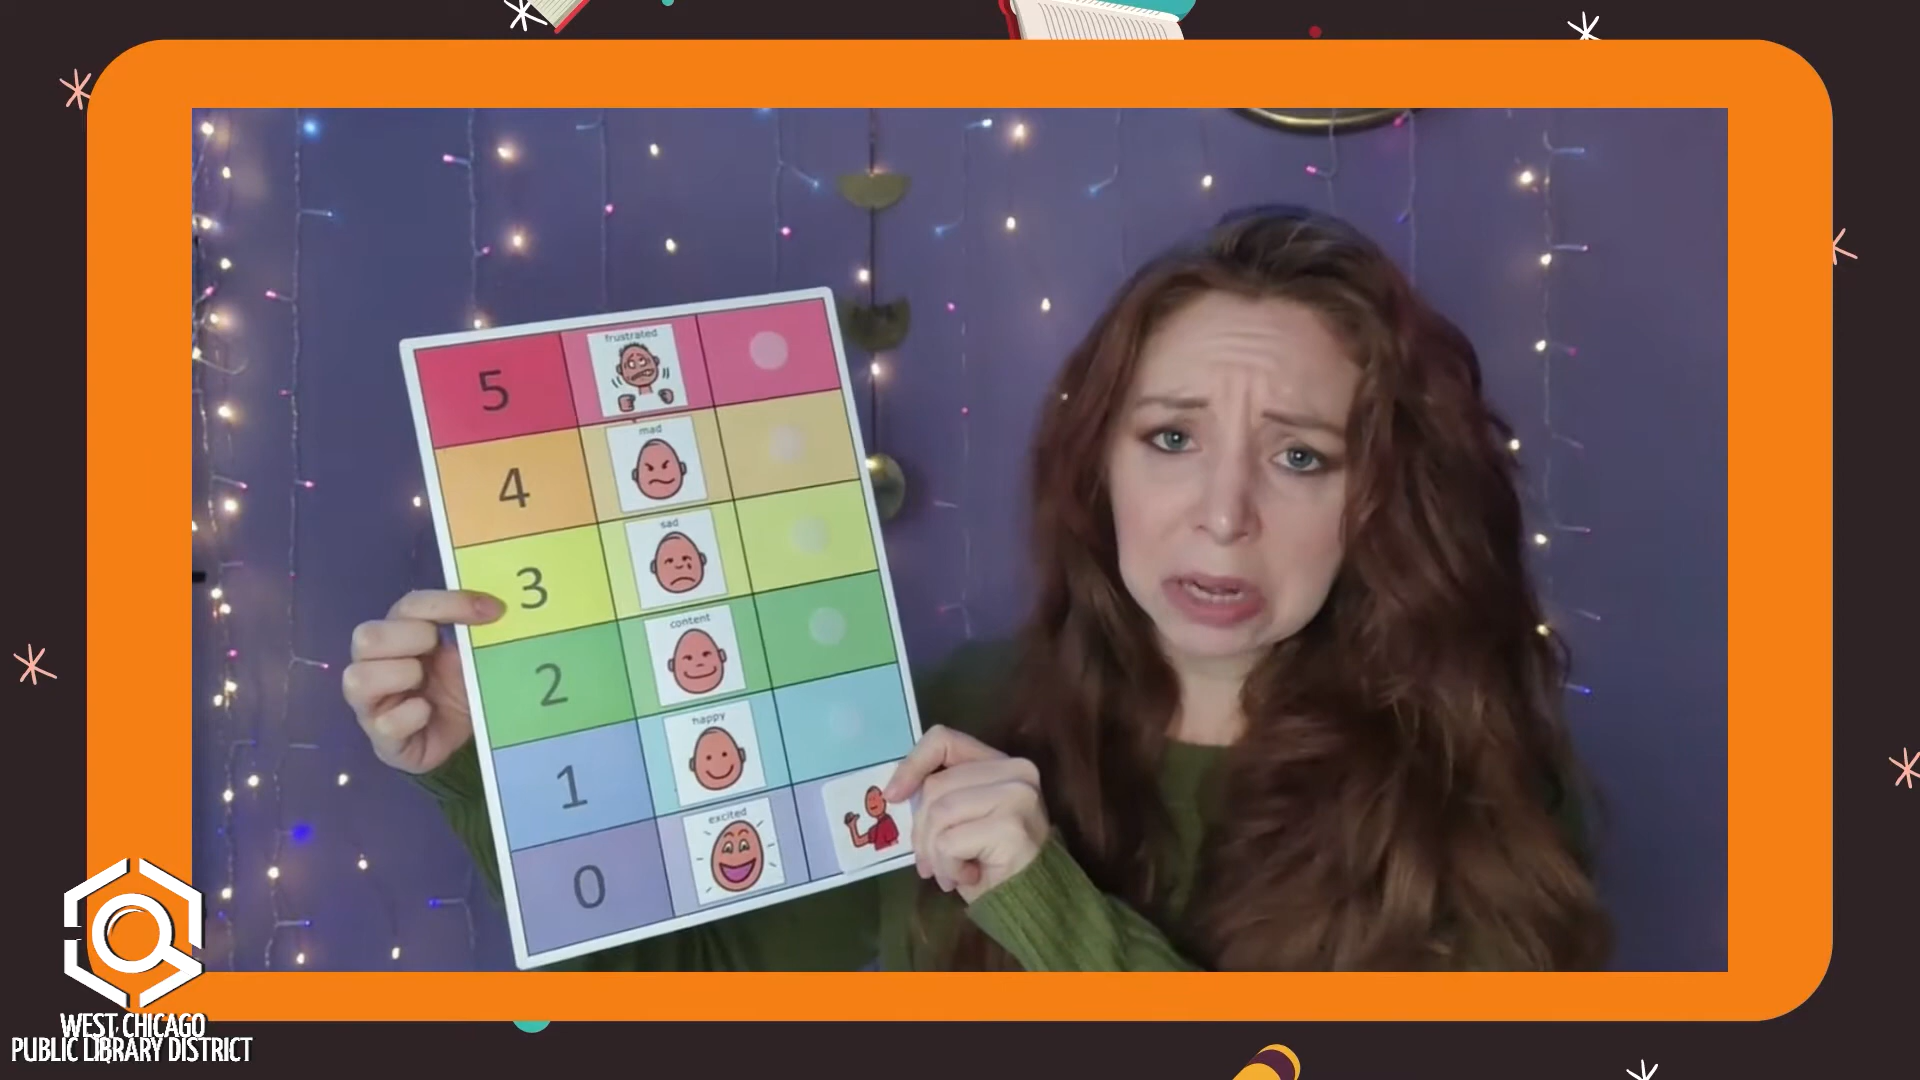 5
frustrated
4
mad
3
sad
2
content
1
happy
0
excited
WEST CHICAGO
PUBLIC LIBRARY DISTRICT